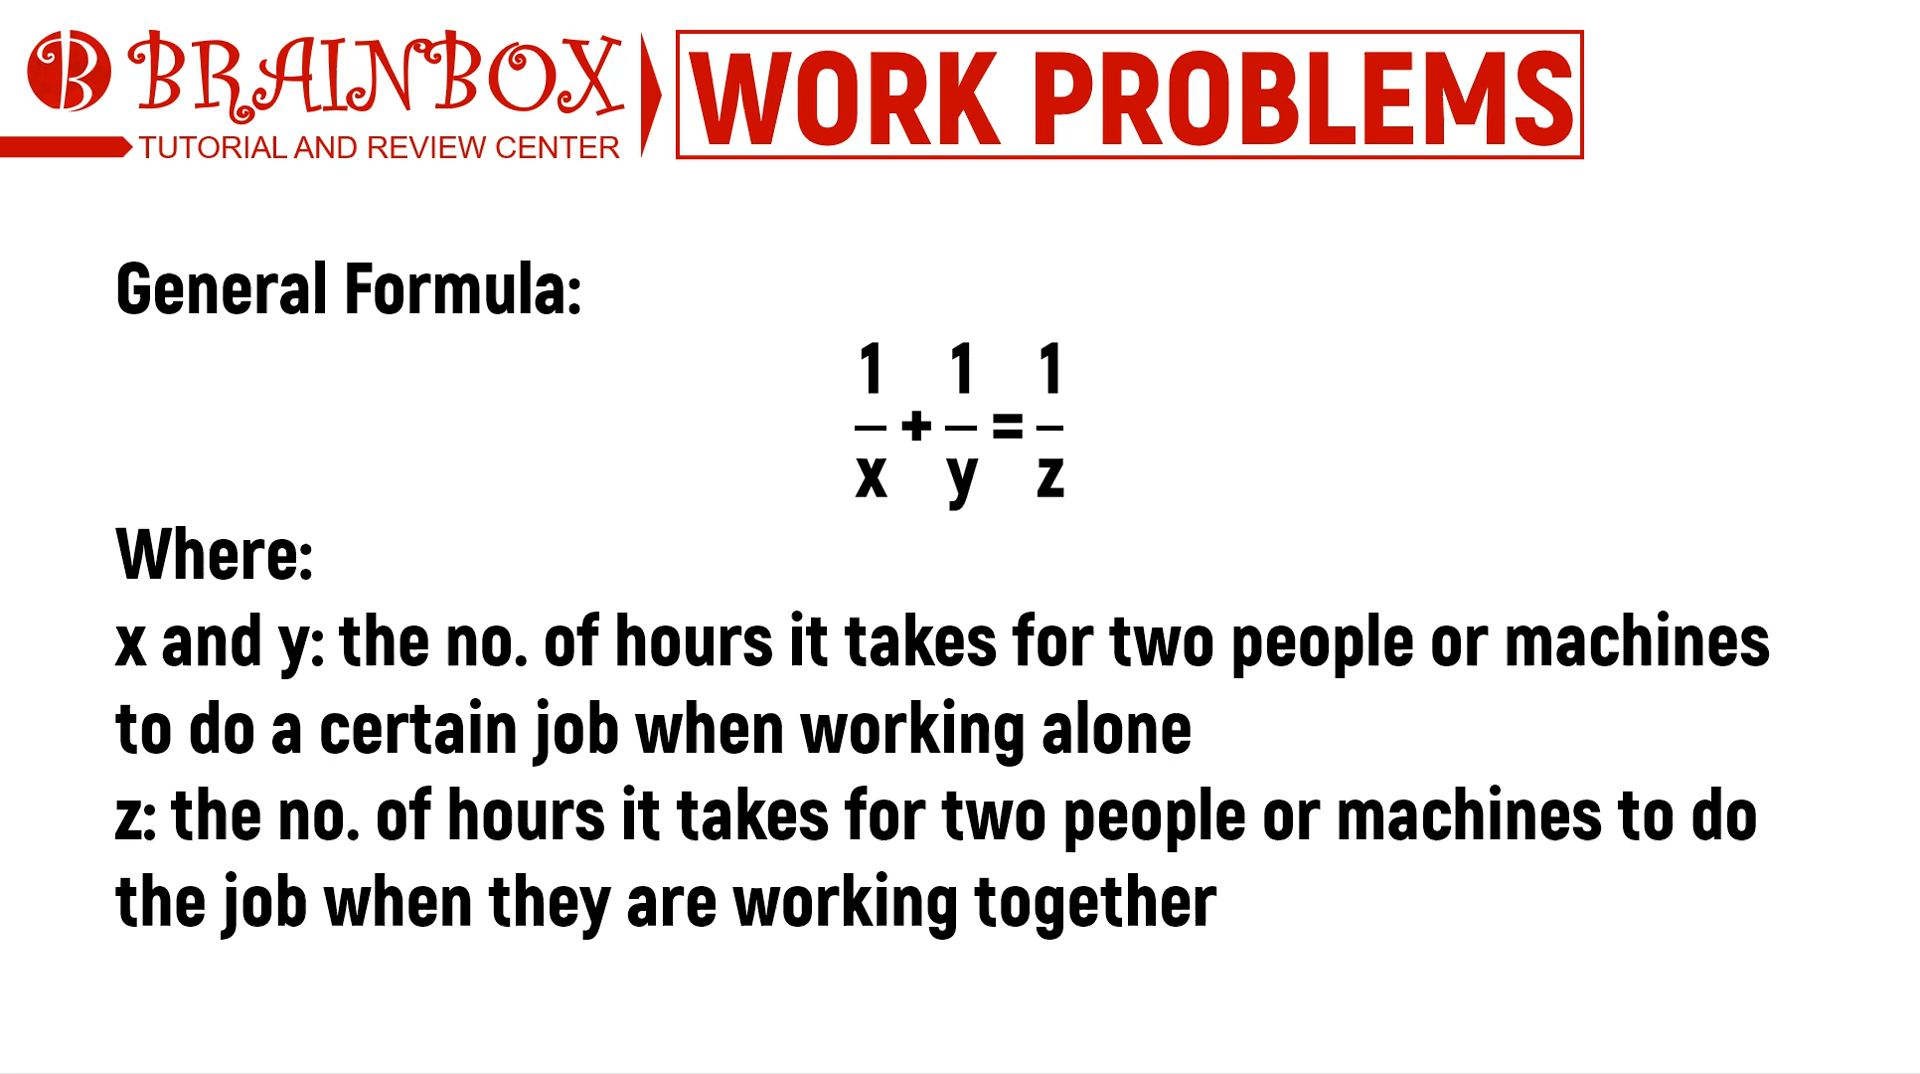 B BRAINBOX
TUTORIAL AND REVIEW CENTER
WORK PROBLEMS
General Formula:
1/x + 1/y = 1/z
Where:
x and y: the no. of hours it takes for two people or machines
to do a certain job when working alone
z: the no. of hours it takes for two people or machines to do
the job when they are working together